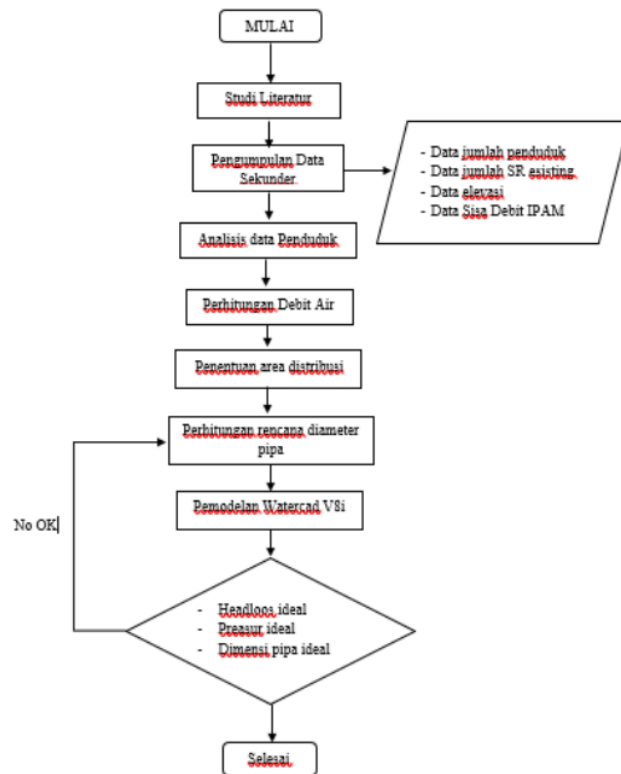 MULAI
Studi Literatur
Pengumpulan Data
Sekunder
- Data jumlah penduduk
- Data jumlah SR esisting
- Data elevasi
- Data Sisa Debit IPAM
Analisis data Penduduk
Perhitungan Debit Air
Penentuan area distribusi
Perhitungan rencana diameter
pipa
Pemodelan Watercad V8i
No OK
- Headloos ideal
- Preasur ideal
- Dimensi pipa ideal
Selesai